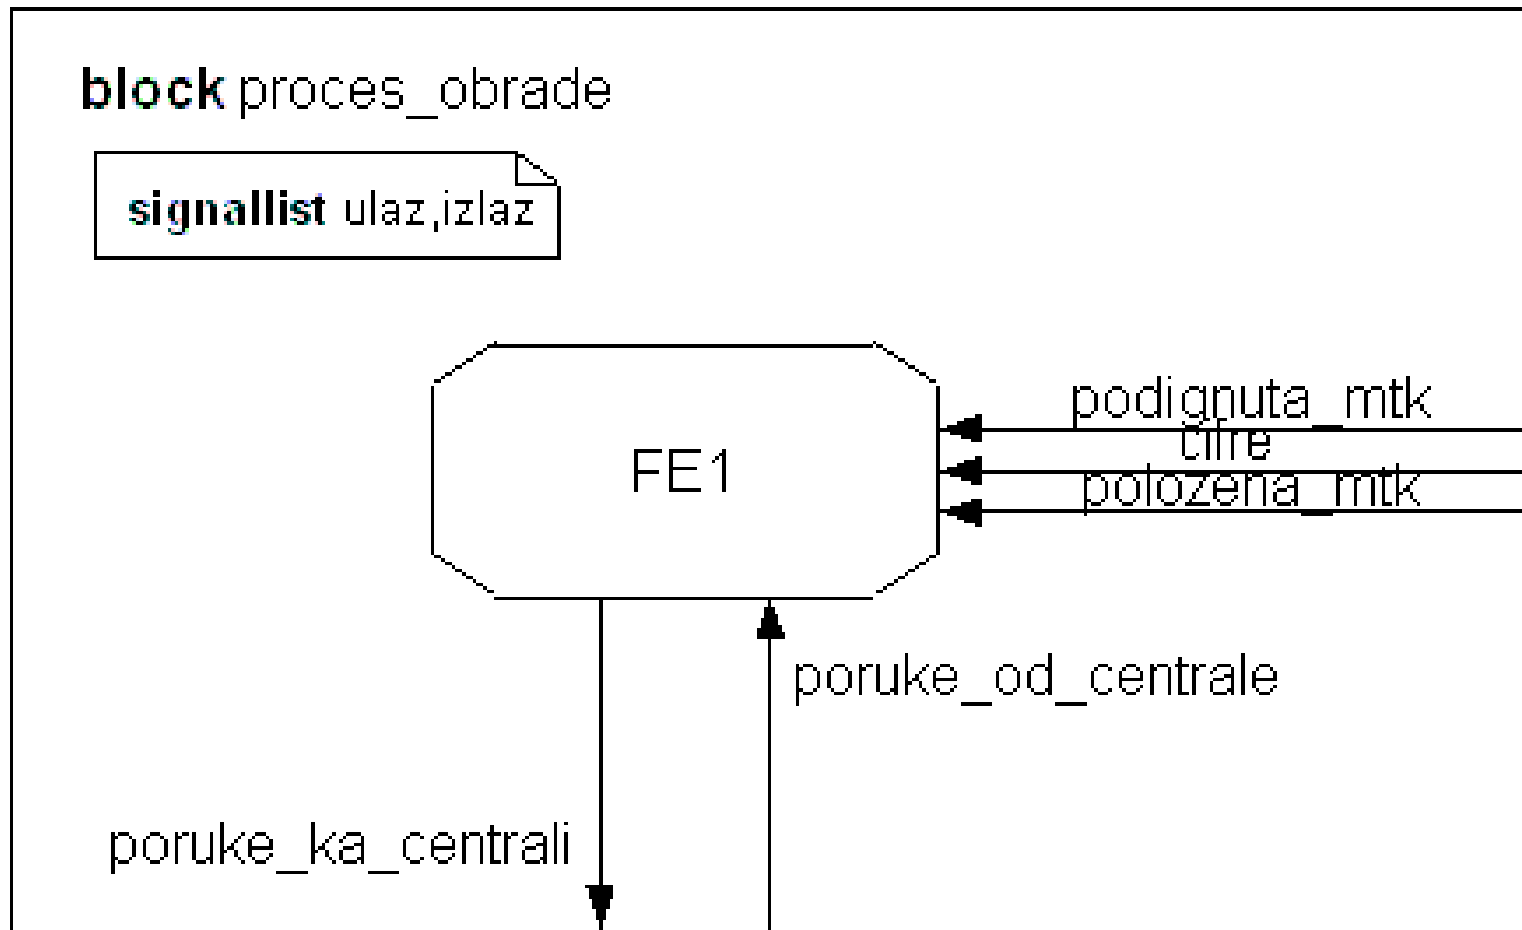 block proces_obrade
signallist ulaz,izlaz
podignuta_mtk
cifre
FE1
polozena_mtk
poruke_od_centrale
poruke_ka_centrali